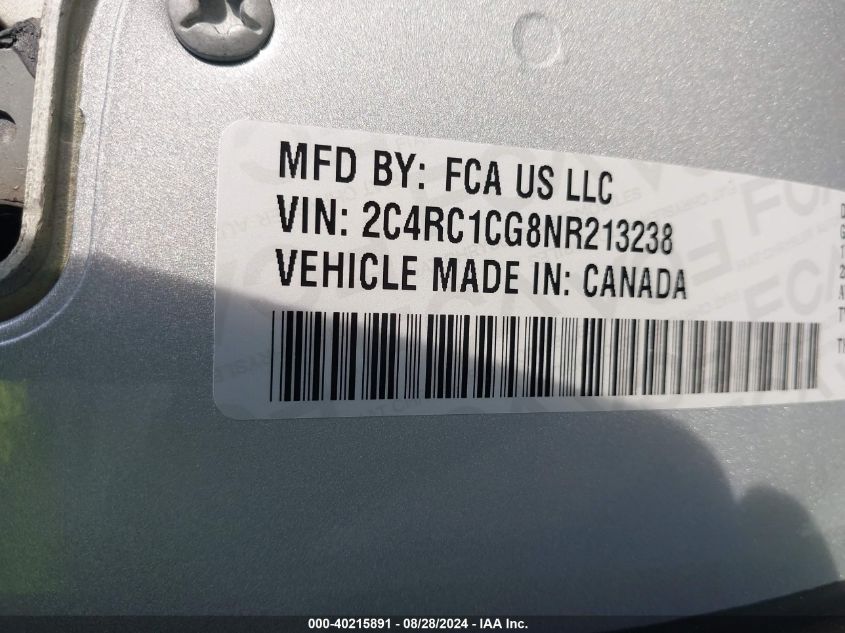 MFD BY: FCA US LLC
VIN: 2C4RC1CG8NR213238
VEHICLE MADE IN: CANADA
000-40215891 - 08/28/2024 - IAA Inc.